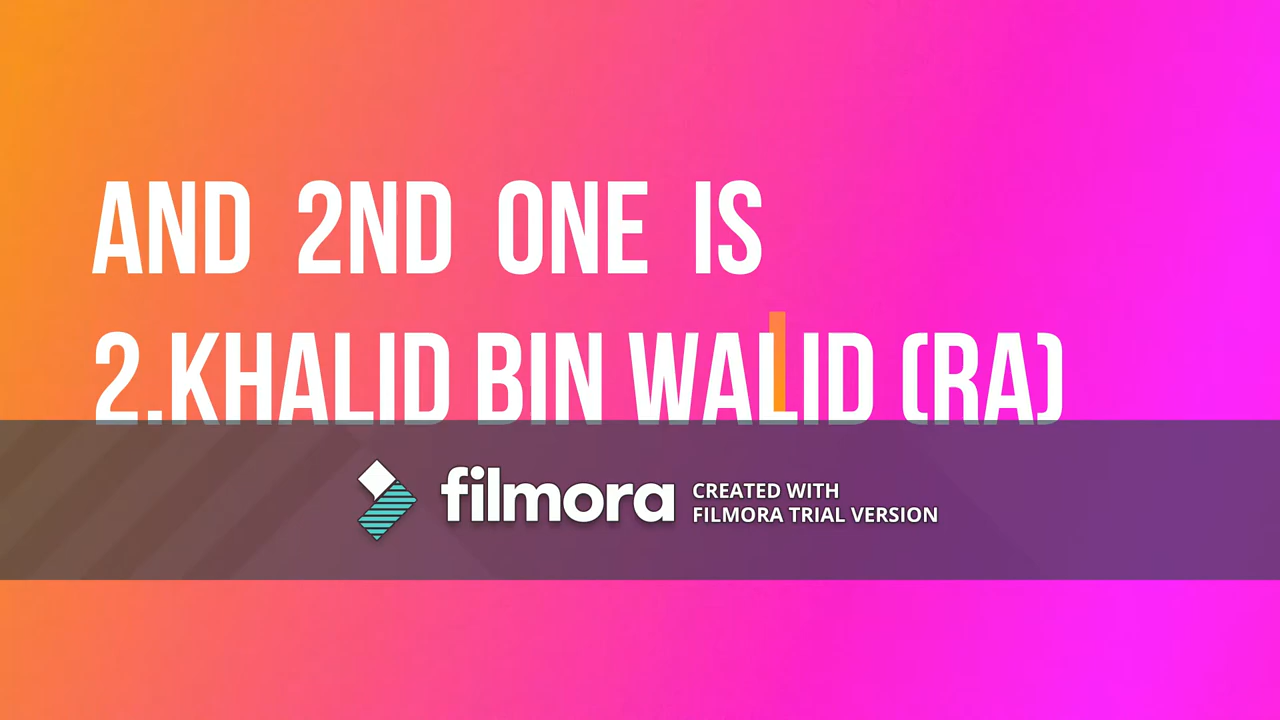 AND 2ND ONE IS
2.KHALID BIN WALID (RA)
filmora
CREATED WITH
FILMORA TRIAL VERSION